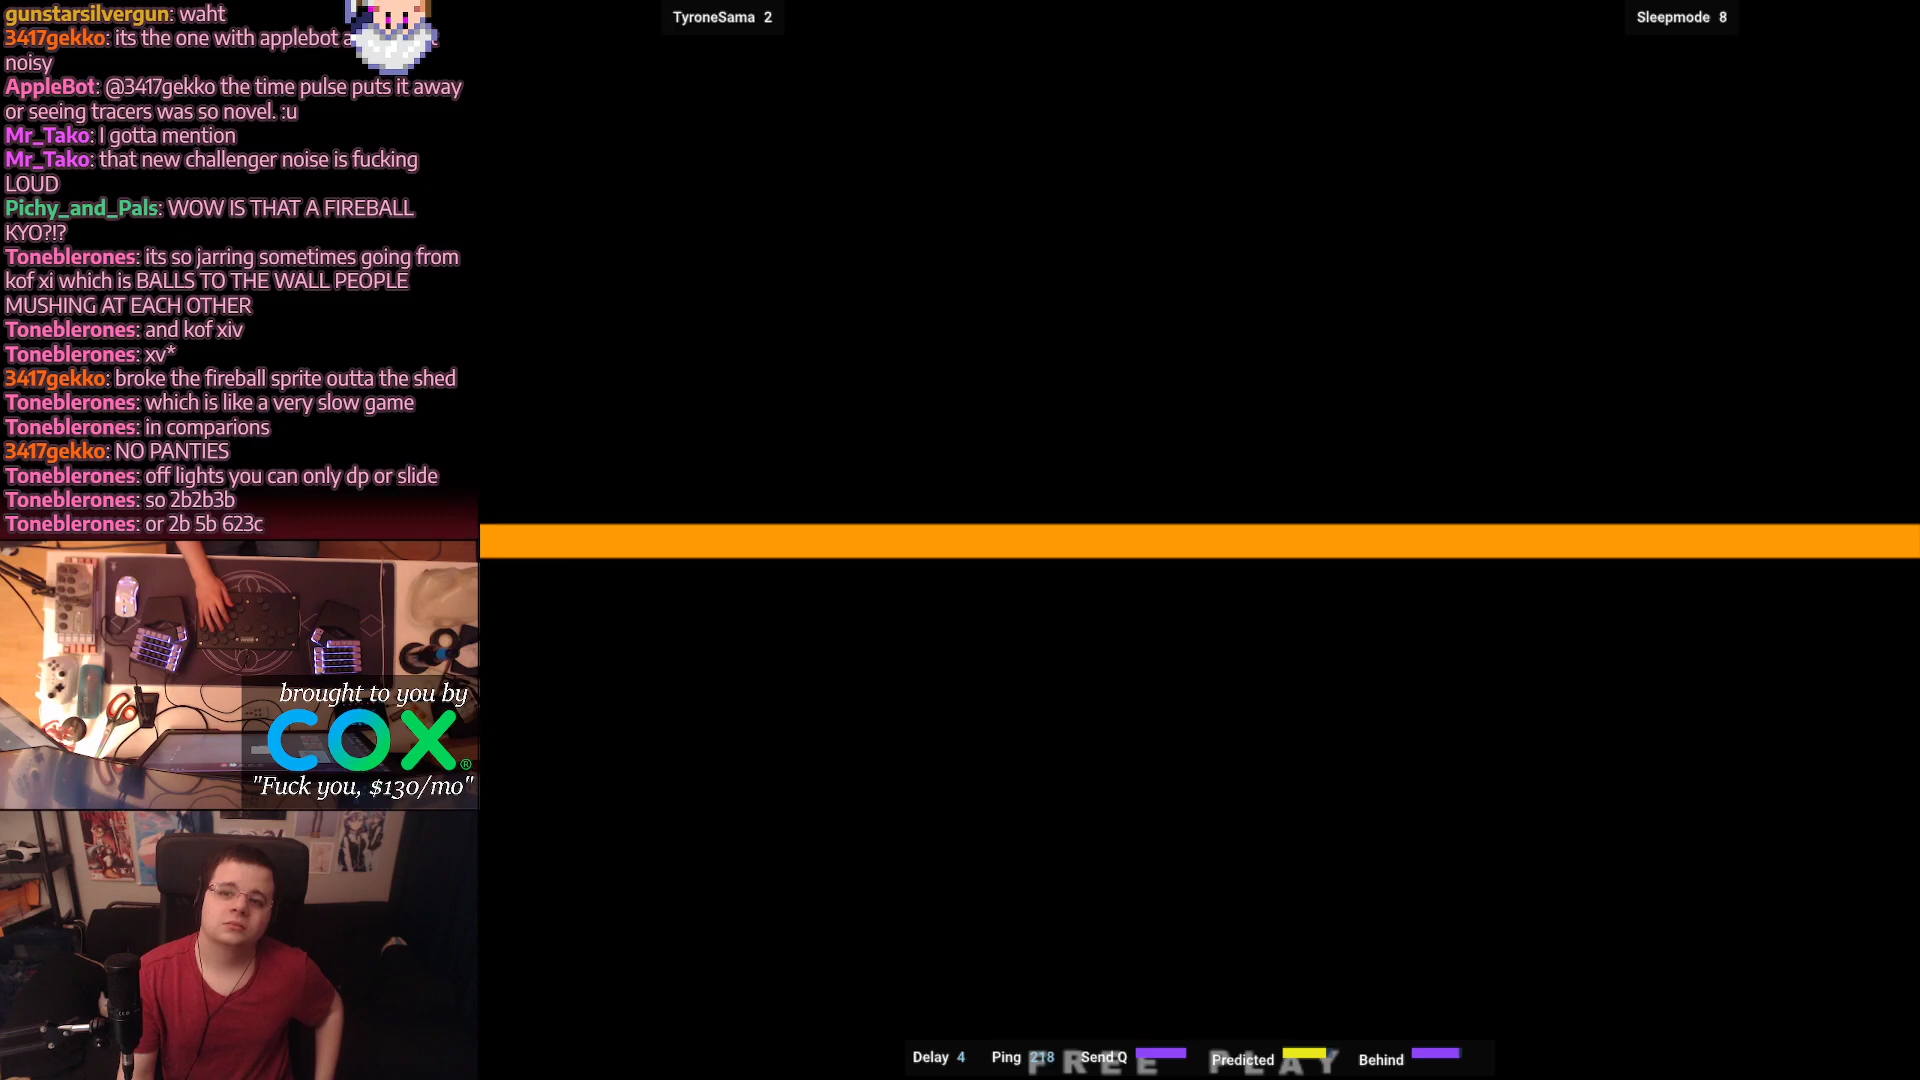 gunstarsilvergun: waht
3417gekko: its the one with applebot a
noisy
AppleBot: @3417gekko the time pulse puts it away
or seeing tracers was so novel. :u
Mr_Tako: I gotta mention
Mr_Tako: that new challenger noise is fucking
LOUD
Pichy_and_Pals: WOW IS THAT A FIREBALL
KYO?!?
Toneblerones: its so jarring sometimes going from
kof xi which is BALLS TO THE WALL PEOPLE
MUSHING AT EACH OTHER
Toneblerones: and kof xiv
Toneblerones: xv*
3417gekko: broke the fireball sprite outta the shed
Toneblerones: which is like a very slow game
Toneblerones: in comparions
3417gekko: NO PANTIES
Toneblerones: off lights you can only dp or slide
Toneblerones: so 2b2b3b
Toneblerones: or 2b 5b 623c
brought to you by
COX®
"Fuck you, $130/mo"
TyroneSama 2
Sleepmode 8
Delay 4 Ping 218 Send Q Predicted Behind
FREE PLAY